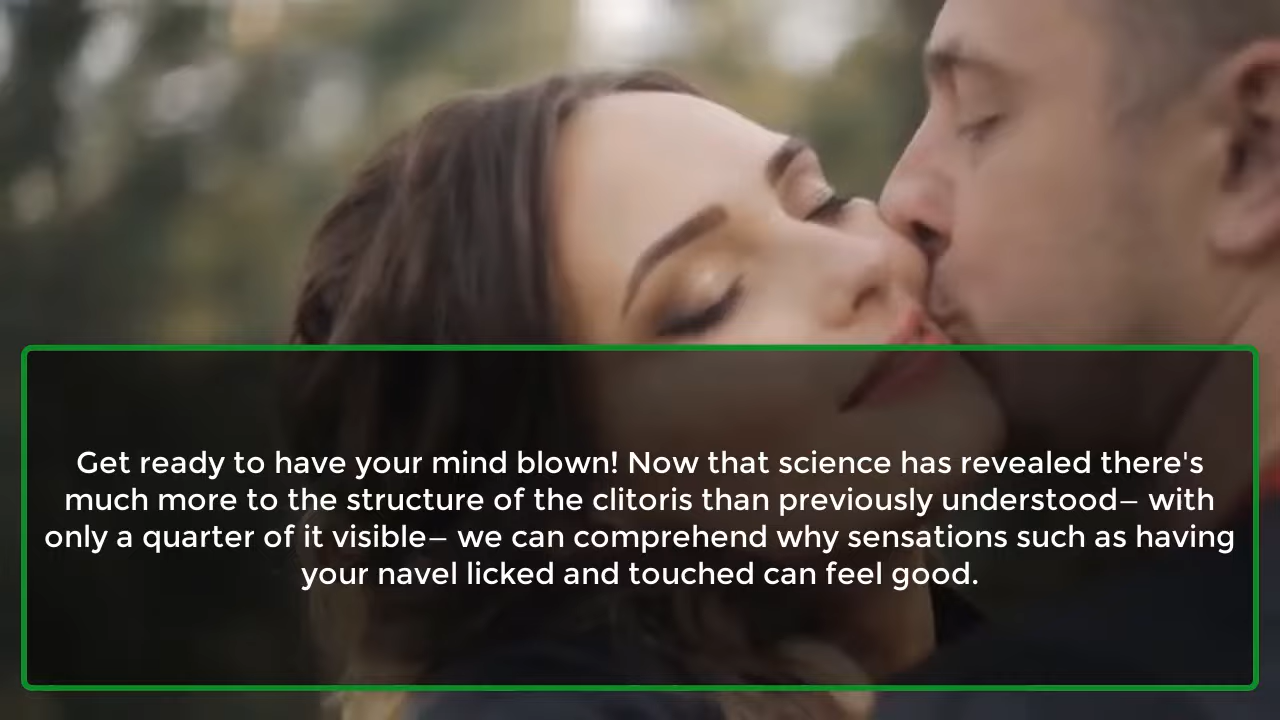 Get ready to have your mind blown! Now that science has revealed there's
much more to the structure of the clitoris than previously understood— with
only a quarter of it visible— we can comprehend why sensations such as having
your navel licked and touched can feel good.